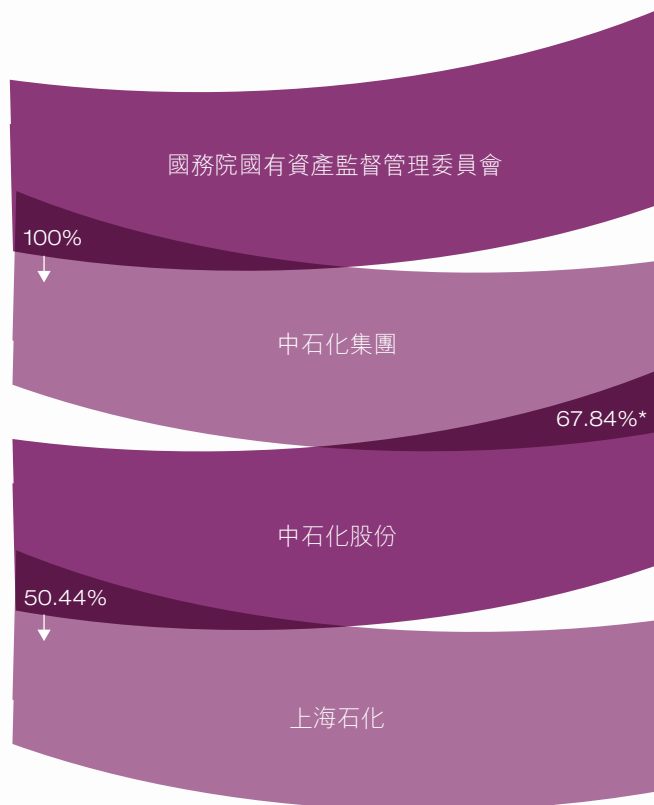 國務院國有資產監督管理委員會
100%
中石化集團
67.84%*
中石化股份
50.44%
上海石化